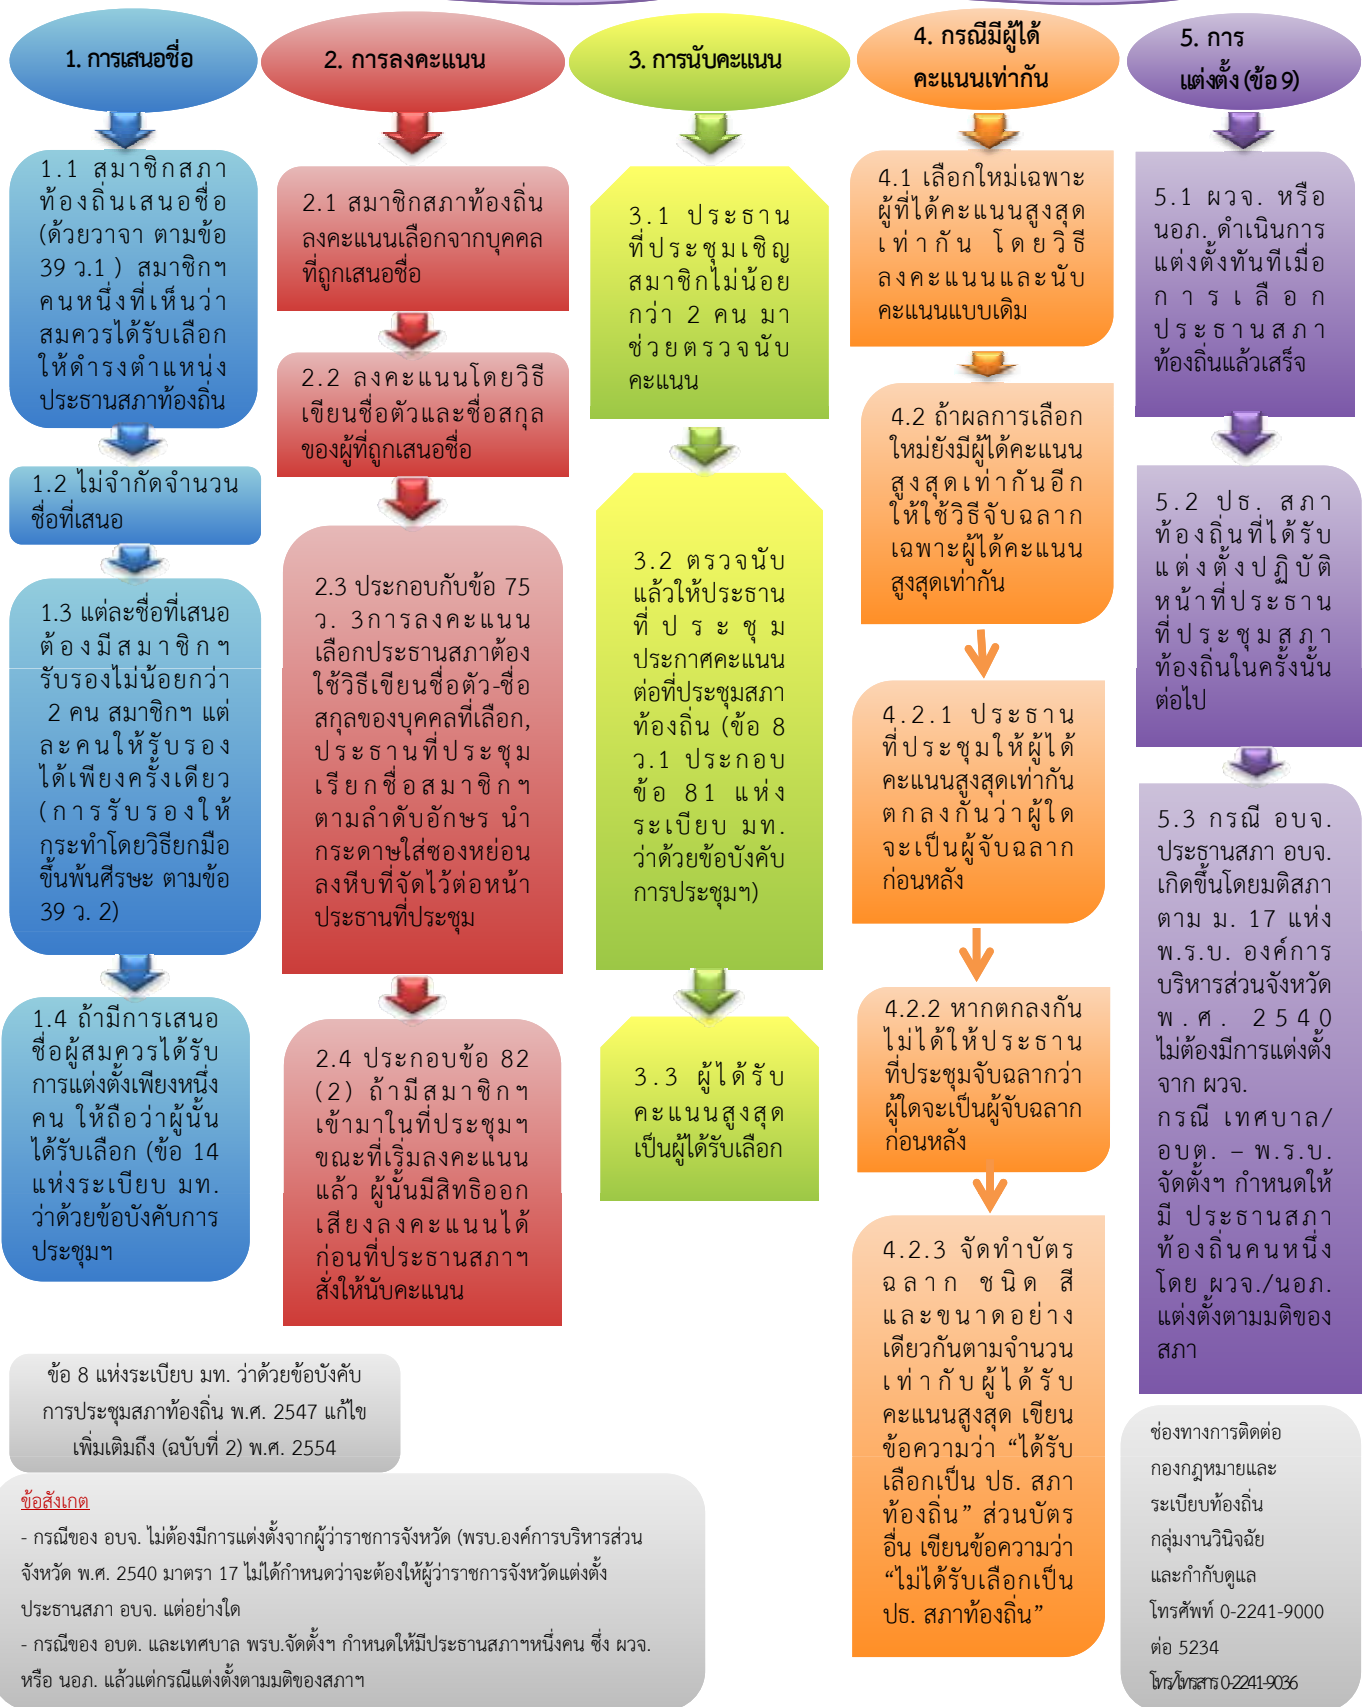 1. การเสนอชื่อ
1.1 สมาชิกสภา
ท้องถิ่นเสนอชื่อ
(ด้วยวาจา ตามข้อ
39 ว.1 ) สมาชิกฯ
คนหนึ่งที่เห็นว่า
สมควรได้รับเลือก
ให้ดำรงตำแหน่ง
ประธานสภาท้องถิ่น
1.2 ไม่จำกัดจำนวน
ชื่อที่เสนอ
1.3 แต่ละชื่อที่เสนอ
ต้องมีสมาชิกฯ
รับรองไม่น้อยกว่า
2 คน สมาชิกฯ แต่
ละคนให้รับรอง
ได้เพียงครั้งเดียว
(การรับรองให้
กระทำโดยวิธียกมือ
ขึ้นพ้นศีรษะ ตามข้อ
39 ว. 2)
1.4 ถ้ามีการเสนอ
ชื่อผู้สมควรได้รับ
การแต่งตั้งเพียงหนึ่ง
คน ให้ถือว่าผู้นั้น
ได้รับเลือก (ข้อ 14
แห่งระเบียบ มท.
ว่าด้วยข้อบังคับการ
ประชุมฯ
2. การลงคะแนน
2.1 สมาชิกสภาท้องถิ่น
ลงคะแนนเลือกจากบุคคล
ที่ถูกเสนอชื่อ
2.2 ลงคะแนนโดยวิธี
เขียนชื่อตัวและชื่อสกุล
ของผู้ที่ถูกเสนอชื่อ
2.3 ประกอบกับข้อ 75
ว. 3การลงคะแนน
เลือกประธานสภาต้อง
ใช้วิธีเขียนชื่อตัว-ชื่อ
สกุลของบุคคลที่เลือก,
ประธานที่ประชุม
เรียกชื่อสมาชิกฯ
ตามลำดับอักษร นำ
กระดาษใส่ซองหย่อน
ลงหีบที่จัดไว้ต่อหน้า
ประธานที่ประชุม
2.4 ประกอบข้อ 82
(2) ถ้ามีสมาชิกฯ
เข้ามาในที่ประชุมฯ
ขณะที่เริ่มลงคะแนน
แล้ว ผู้นั้นมีสิทธิออก
เสียงลงคะแนนได้
ก่อนที่ประธานสภาฯ
สั่งให้นับคะแนน
3. การนับคะแนน
3.1 ประธาน
ที่ประชุมเชิญ
สมาชิกไม่น้อย
กว่า 2 คน มา
ช่วยตรวจนับ
คะแนน
3.2 ตรวจนับ
แล้วให้ประธาน
ที่ประชุม
ประกาศคะแนน
ต่อที่ประชุมสภา
ท้องถิ่น (ข้อ 8
ว.1 ประกอบ
ข้อ 81 แห่ง
ระเบียบ มท.
ว่าด้วยข้อบังคับ
การประชุมฯ)
3.3 ผู้ได้รับ
คะแนนสูงสุด
เป็นผู้ได้รับเลือก
4. กรณีมีผู้ได้
คะแนนเท่ากัน
4.1 เลือกใหม่เฉพาะ
ผู้ที่ได้คะแนนสูงสุด
เท่ากัน โดยวิธี
ลงคะแนนและนับ
คะแนนแบบเดิม
4.2 ถ้าผลการเลือก
ใหม่ยังมีผู้ได้คะแนน
สูงสุดเท่ากันอีก
ให้ใช้วิธีจับฉลาก
เฉพาะผู้ได้คะแนน
สูงสุดเท่ากัน
4.2.1 ประธาน
ที่ประชุมให้ผู้ได้
คะแนนสูงสุดเท่ากัน
ตกลงกันว่าผู้ใด
จะเป็นผู้จับฉลาก
ก่อนหลัง
4.2.2 หากตกลงกัน
ไม่ได้ให้ประธาน
ที่ประชุมจับฉลากว่า
ผู้ใดจะเป็นผู้จับฉลาก
ก่อนหลัง
4.2.3 จัดทำบัตร
ฉลาก ชนิด สี
และขนาดอย่าง
เดียวกันตามจำนวน
เท่ากับผู้ได้รับ
คะแนนสูงสุด เขียน
ข้อความว่า “ได้รับ
เลือกเป็น ปธ. สภา
ท้องถิ่น” ส่วนบัตร
อื่น เขียนข้อความว่า
“ไม่ได้รับเลือกเป็น
ปธ. สภาท้องถิ่น”
5. การ
แต่งตั้ง (ข้อ 9)
5.1 ผวจ. หรือ
นอภ. ดำเนินการ
แต่งตั้งทันทีเมื่อ
การเลือก
ประธานสภา
ท้องถิ่นแล้วเสร็จ
5.2 ปธ. สภา
ท้องถิ่นที่ได้รับ
แต่งตั้งปฏิบัติ
หน้าที่ประธาน
ที่ประชุมสภา
ท้องถิ่นในครั้งนั้น
ต่อไป
5.3 กรณี อบจ.
ประธานสภา อบจ.
เกิดขึ้นโดยมติสภา
ตาม ม. 17 แห่ง
พ.ร.บ. องค์การ
บริหารส่วนจังหวัด
พ.ศ. 2540
ไม่ต้องมีการแต่งตั้ง
จาก ผวจ.
กรณี เทศบาล/
อบต. – พ.ร.บ.
จัดตั้งฯ กำหนดให้
มี ประธานสภา
ท้องถิ่นคนหนึ่ง
โดย ผวจ./นอภ.
แต่งตั้งตามมติของ
สภา
ข้อ 8 แห่งระเบียบ มท. ว่าด้วยข้อบังคับ
การประชุมสภาท้องถิ่น พ.ศ. 2547 แก้ไข
เพิ่มเติมถึง (ฉบับที่ 2) พ.ศ. 2554
ข้อสังเกต
- กรณีของ อบจ. ไม่ต้องมีการแต่งตั้งจากผู้ว่าราชการจังหวัด (พรบ.องค์การบริหารส่วน
จังหวัด พ.ศ. 2540 มาตรา 17 ไม่ได้กำหนดว่าจะต้องให้ผู้ว่าราชการจังหวัดแต่งตั้ง
ประธานสภา อบจ. แต่อย่างใด
- กรณีของ อบต. และเทศบาล พรบ.จัดตั้งฯ กำหนดให้มีประธานสภาฯหนึ่งคน ซึ่ง ผวจ.
หรือ นอภ. แล้วแต่กรณีแต่งตั้งตามมติของสภาฯ
ช่องทางการติดต่อ
กองกฎหมายและ
ระเบียบท้องถิ่น
กลุ่มงานวินิจฉัย
และกำกับดูแล
โทรศัพท์ 0-2241-9000
ต่อ 5234
โทร/โทรสาร 0-2241-9036